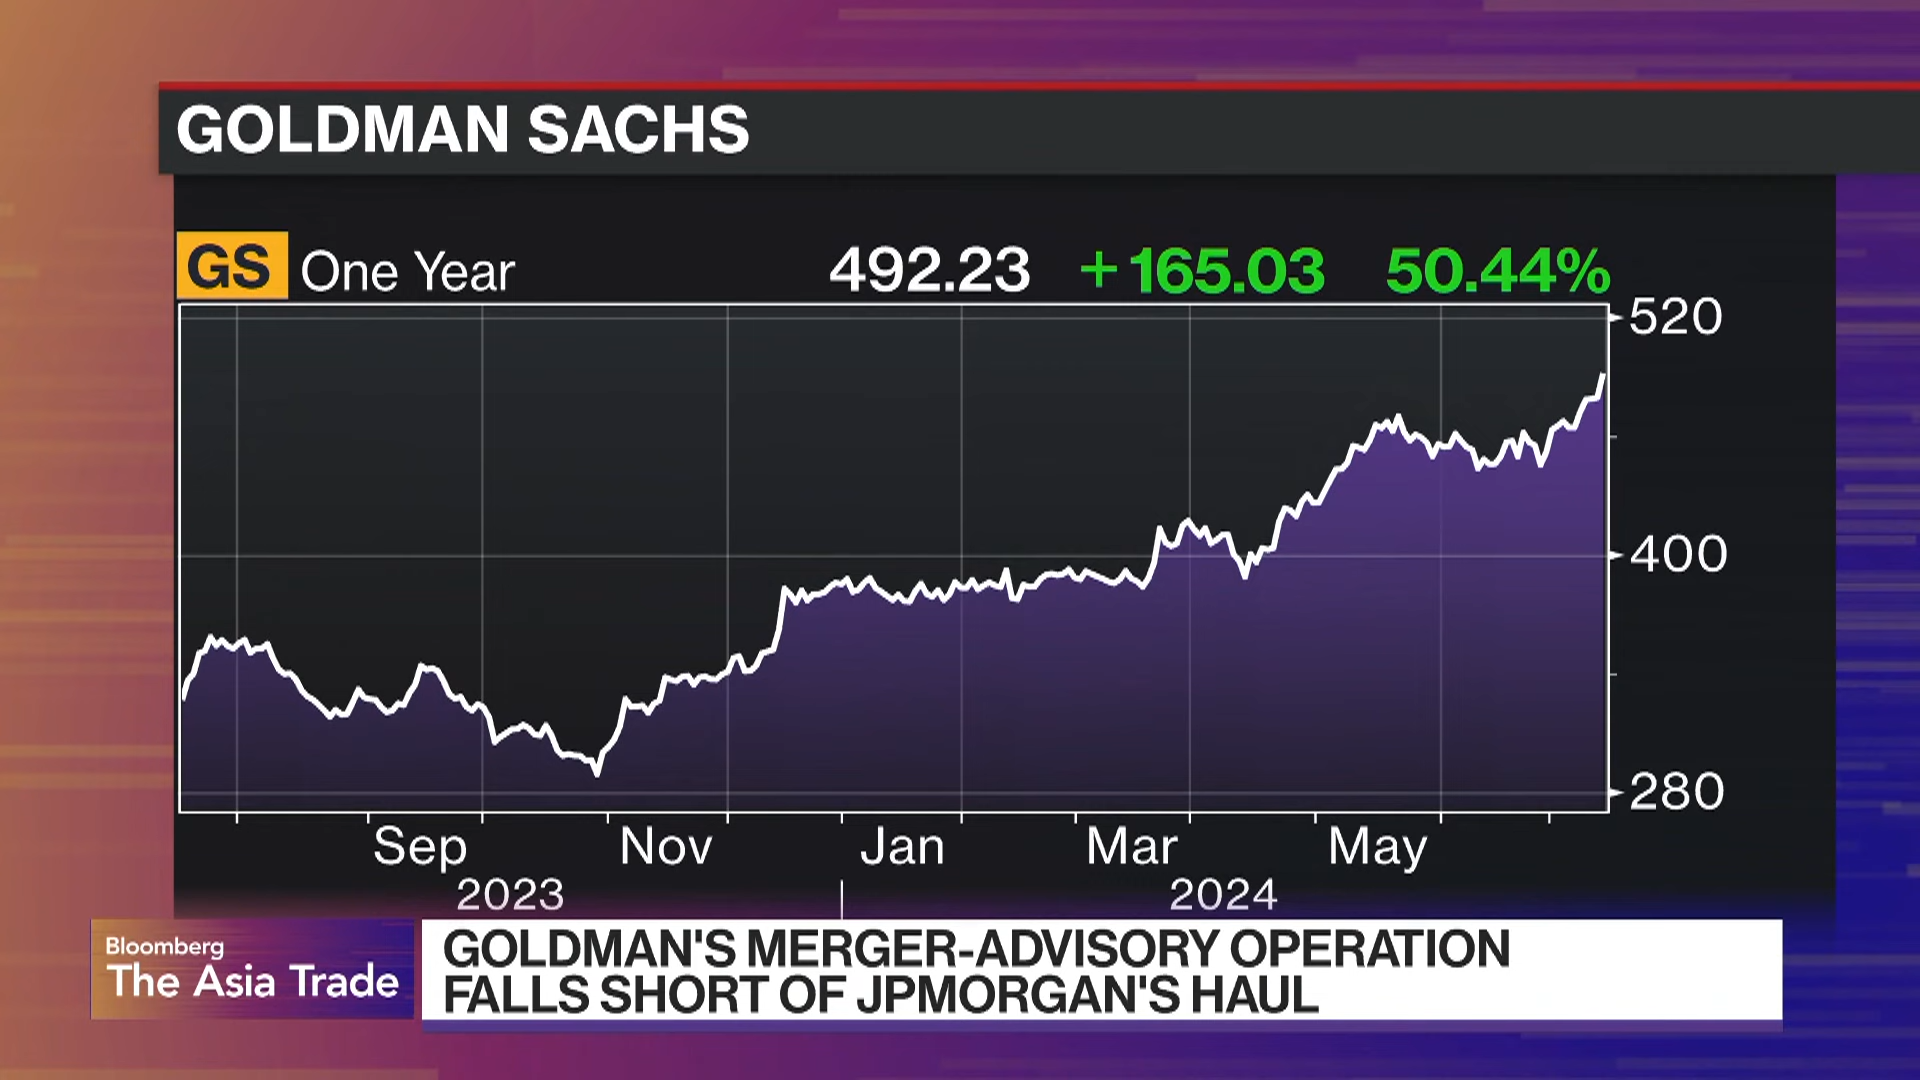 GOLDMAN SACHS
GS One Year 492.23 +165.03 50.44%
520
400
280
Sep Nov Jan Mar May
2023 2024
Bloomberg
The Asia Trade
GOLDMAN'S MERGER-ADVISORY OPERATION
FALLS SHORT OF JPMORGAN'S HAUL